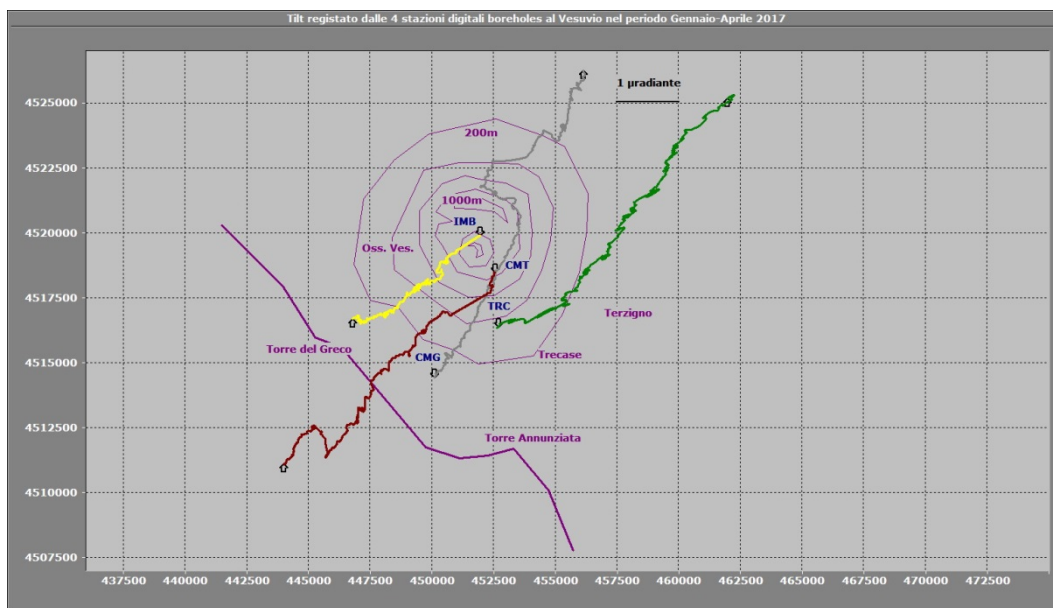 Tilt registato dalle 4 stazioni digitali boreholes al Vesuvio nel periodo Gennaio-Aprile 2017
1 µradiante
4525000
200m
4522500
1000m
IMB
4520000
Oss. Ves.
CMT
4517500
TRC
Terzigno
Torre del Greco
4515000
CMG
Trecase
4512500
Torre Annunziata
4510000
4507500
437500 440000 442500 445000 447500 450000 452500 455000 457500 460000 462500 465000 467500 470000 472500